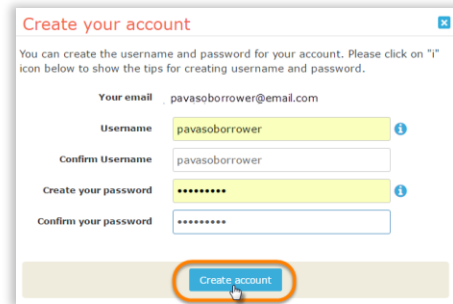 Create your account
You can create the username and password for your account. Please click on "i"
icon below to show the tips for creating username and password.
Your email pavasoborrower@email.com
Username pavasoborrower
Confirm Username pavasoborrower
Create your password •••••••••
Confirm your password •••••••••
Create account